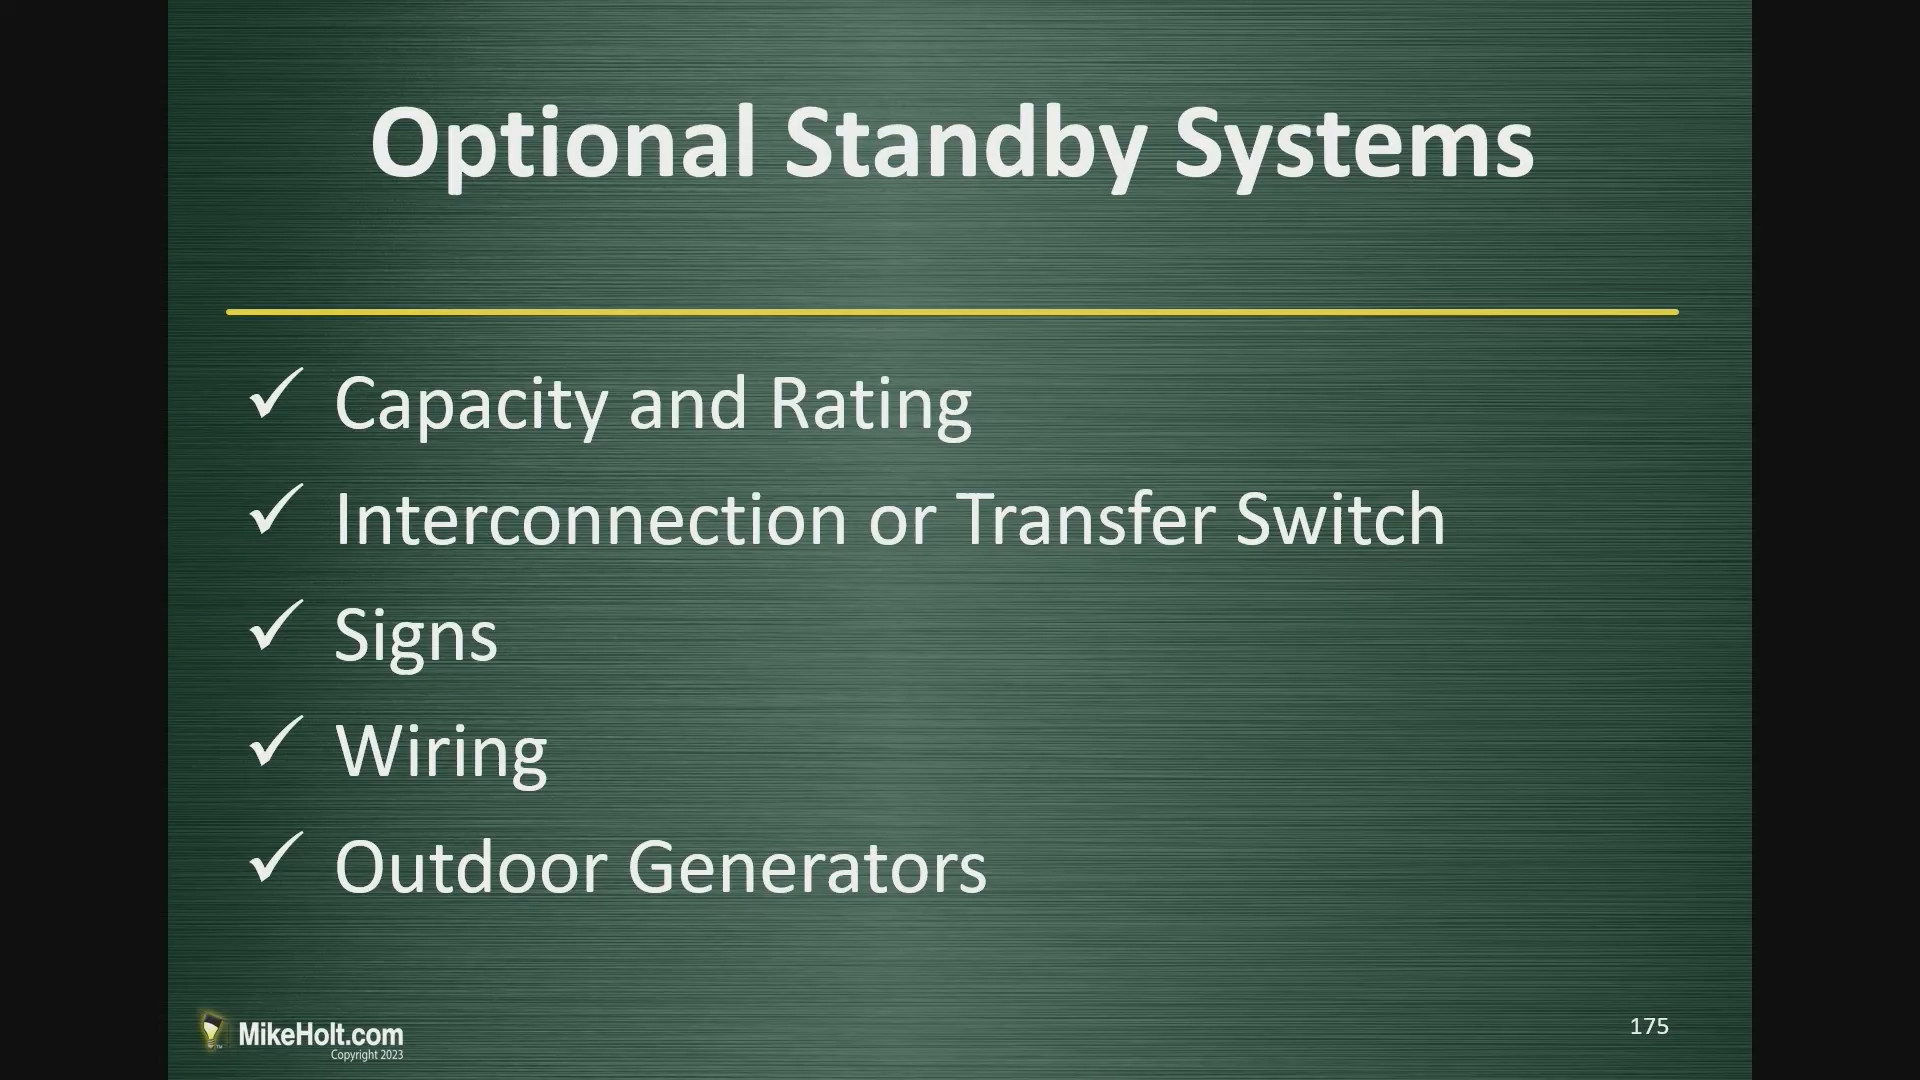 Optional Standby Systems
✓ Capacity and Rating
✓ Interconnection or Transfer Switch
✓ Signs
✓ Wiring
✓ Outdoor Generators
MikeHolt.com
Copyright 2023
175